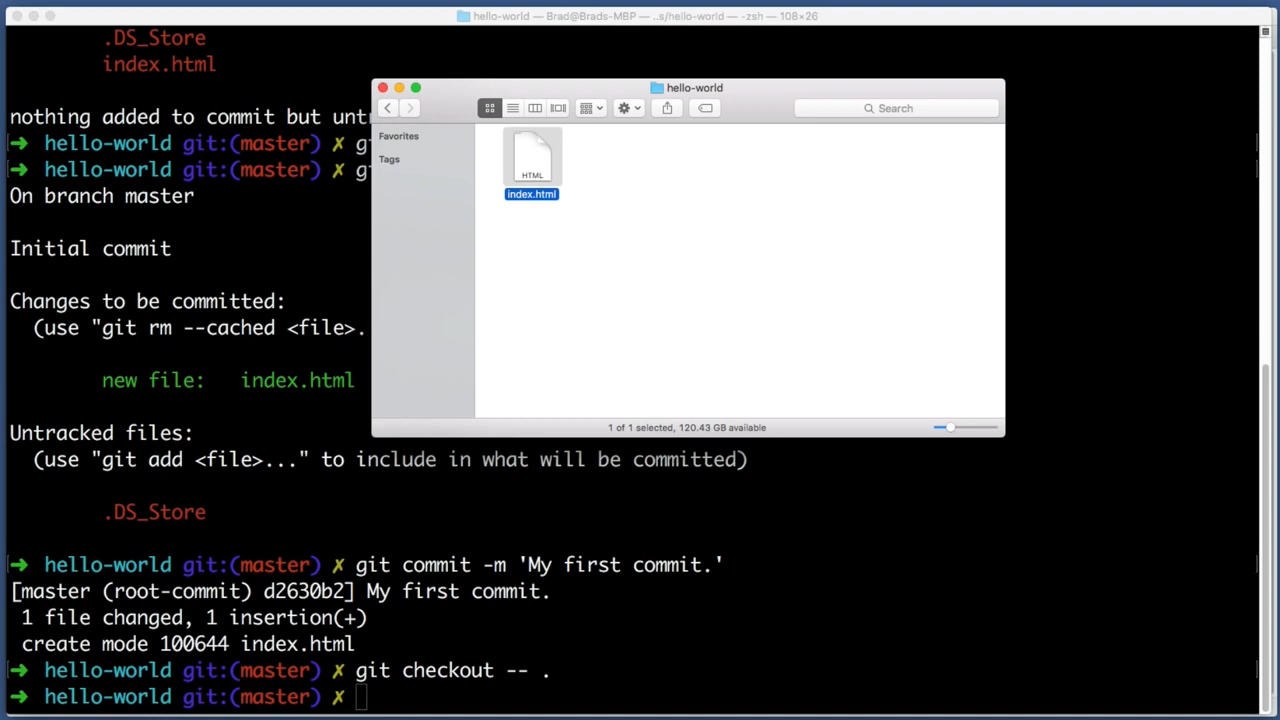 hello-world — Brad@Brads-MBP — ..s/hello-world — -zsh — 108×26
.DS_Store
index.html
nothing added to commit but unt
➜ hello-world git:(master) ✗ g
➜ hello-world git:(master) ✗ g
On branch master
Initial commit
Changes to be committed:
(use "git rm --cached <file>.
new file: index.html
Untracked files:
(use "git add <file>..." to include in what will be committed)
.DS_Store
➜ hello-world git:(master) ✗ git commit -m 'My first commit.'
[master (root-commit) d2630b2] My first commit.
1 file changed, 1 insertion(+)
create mode 100644 index.html
➜ hello-world git:(master) ✗ git checkout -- .
➜ hello-world git:(master) ✗
hello-world
Search
Favorites
Tags
HTML
index.html
1 of 1 selected, 120.43 GB available